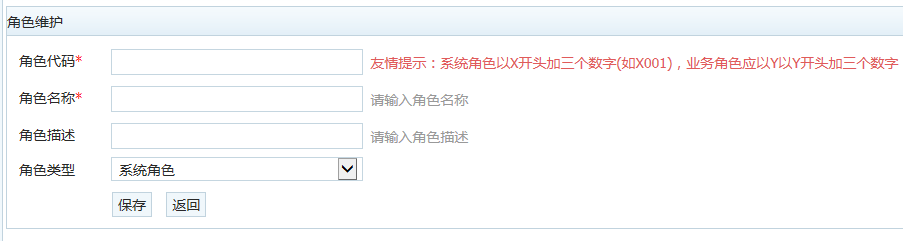 角色维护
角色代码* 友情提示：系统角色以X开头加三个数字(如X001)，业务角色应以Y以Y开头加三个数字
角色名称* 请输入角色名称
角色描述 请输入角色描述
角色类型 系统角色
保存 返回